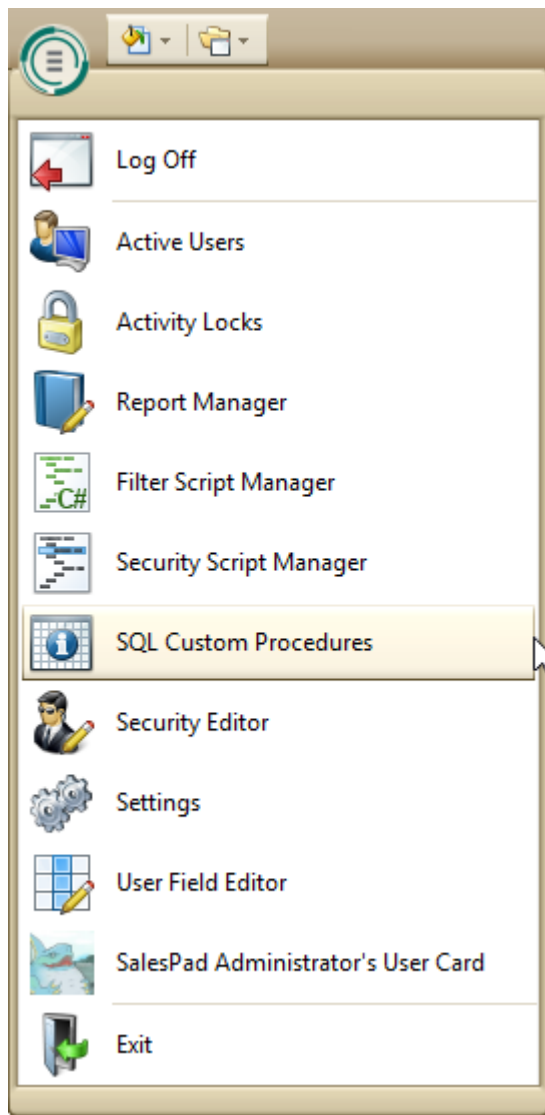 Log Off
Active Users
Activity Locks
Report Manager
C#
Filter Script Manager
Security Script Manager
SQL Custom Procedures
Security Editor
Settings
User Field Editor
SalesPad Administrator's User Card
Exit